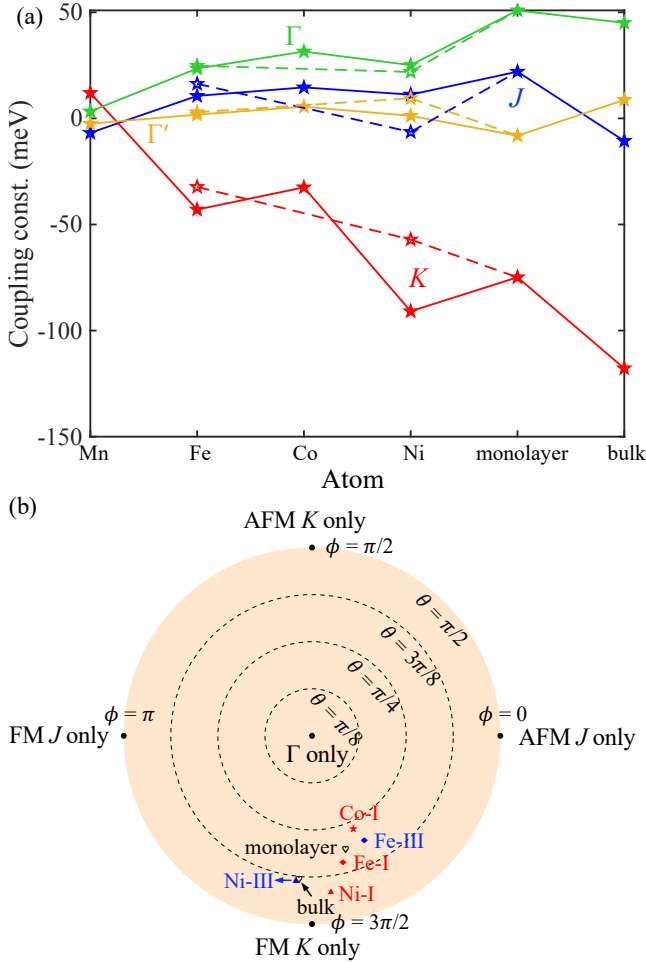 (a)
50
0
-50
-100
-150
Coupling const. (meV)
Γ
J
Γ′
K
Mn Fe Co Ni monolayer bulk
Atom
(b)
AFM K only
ϕ = π/2
θ = π/2
θ = 3π/8
θ = π/4
θ = π/8
ϕ = π
FM J only
Γ only
ϕ = 0
AFM J only
Co-I
Fe-III
monolayer
Fe-I
Ni-III
Ni-I
bulk
ϕ = 3π/2
FM K only